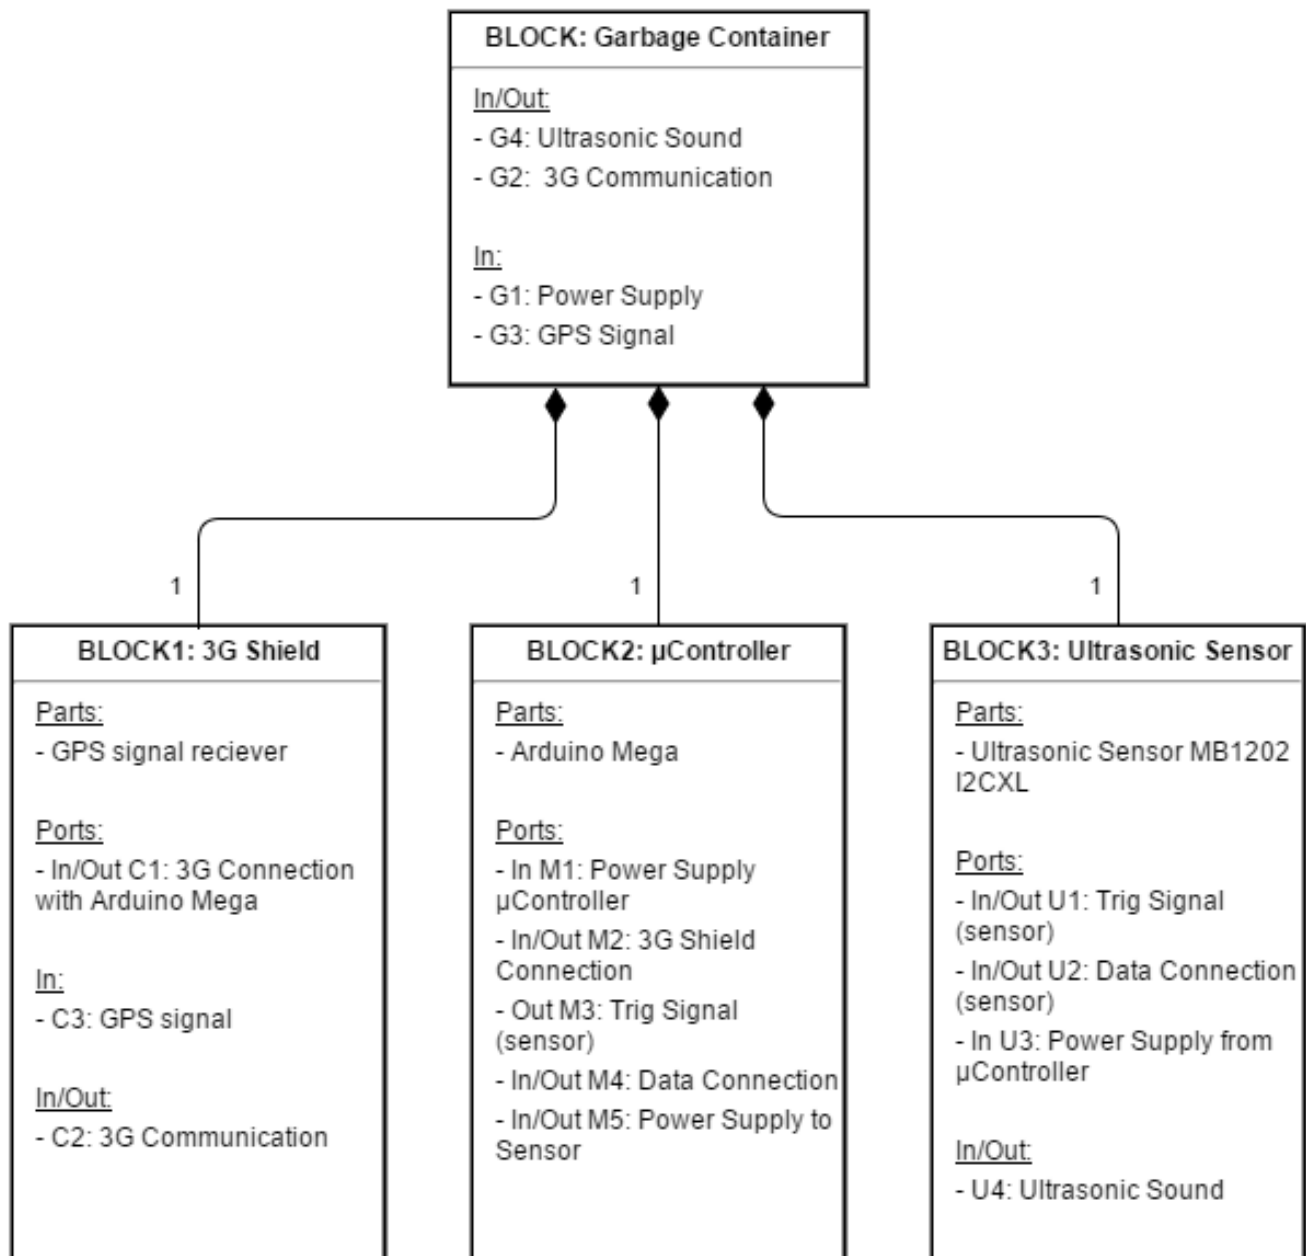 BLOCK: Garbage Container
In/Out:
- G4: Ultrasonic Sound
- G2:  3G Communication
In:
- G1: Power Supply
- G3: GPS Signal
1
1
1
BLOCK1: 3G Shield
Parts:
- GPS signal reciever
Ports:
- In/Out C1: 3G Connection
with Arduino Mega
In:
- C3: GPS signal
In/Out:
- C2: 3G Communication
BLOCK2: µController
Parts:
- Arduino Mega
Ports:
- In M1: Power Supply
µController
- In/Out M2: 3G Shield
Connection
- Out M3: Trig Signal
(sensor)
- In/Out M4: Data Connection
- In/Out M5: Power Supply to
Sensor
BLOCK3: Ultrasonic Sensor
Parts:
- Ultrasonic Sensor MB1202
I2CXL
Ports:
- In/Out U1: Trig Signal
(sensor)
- In/Out U2: Data Connection
(sensor)
- In U3: Power Supply from
µController
In/Out:
- U4: Ultrasonic Sound